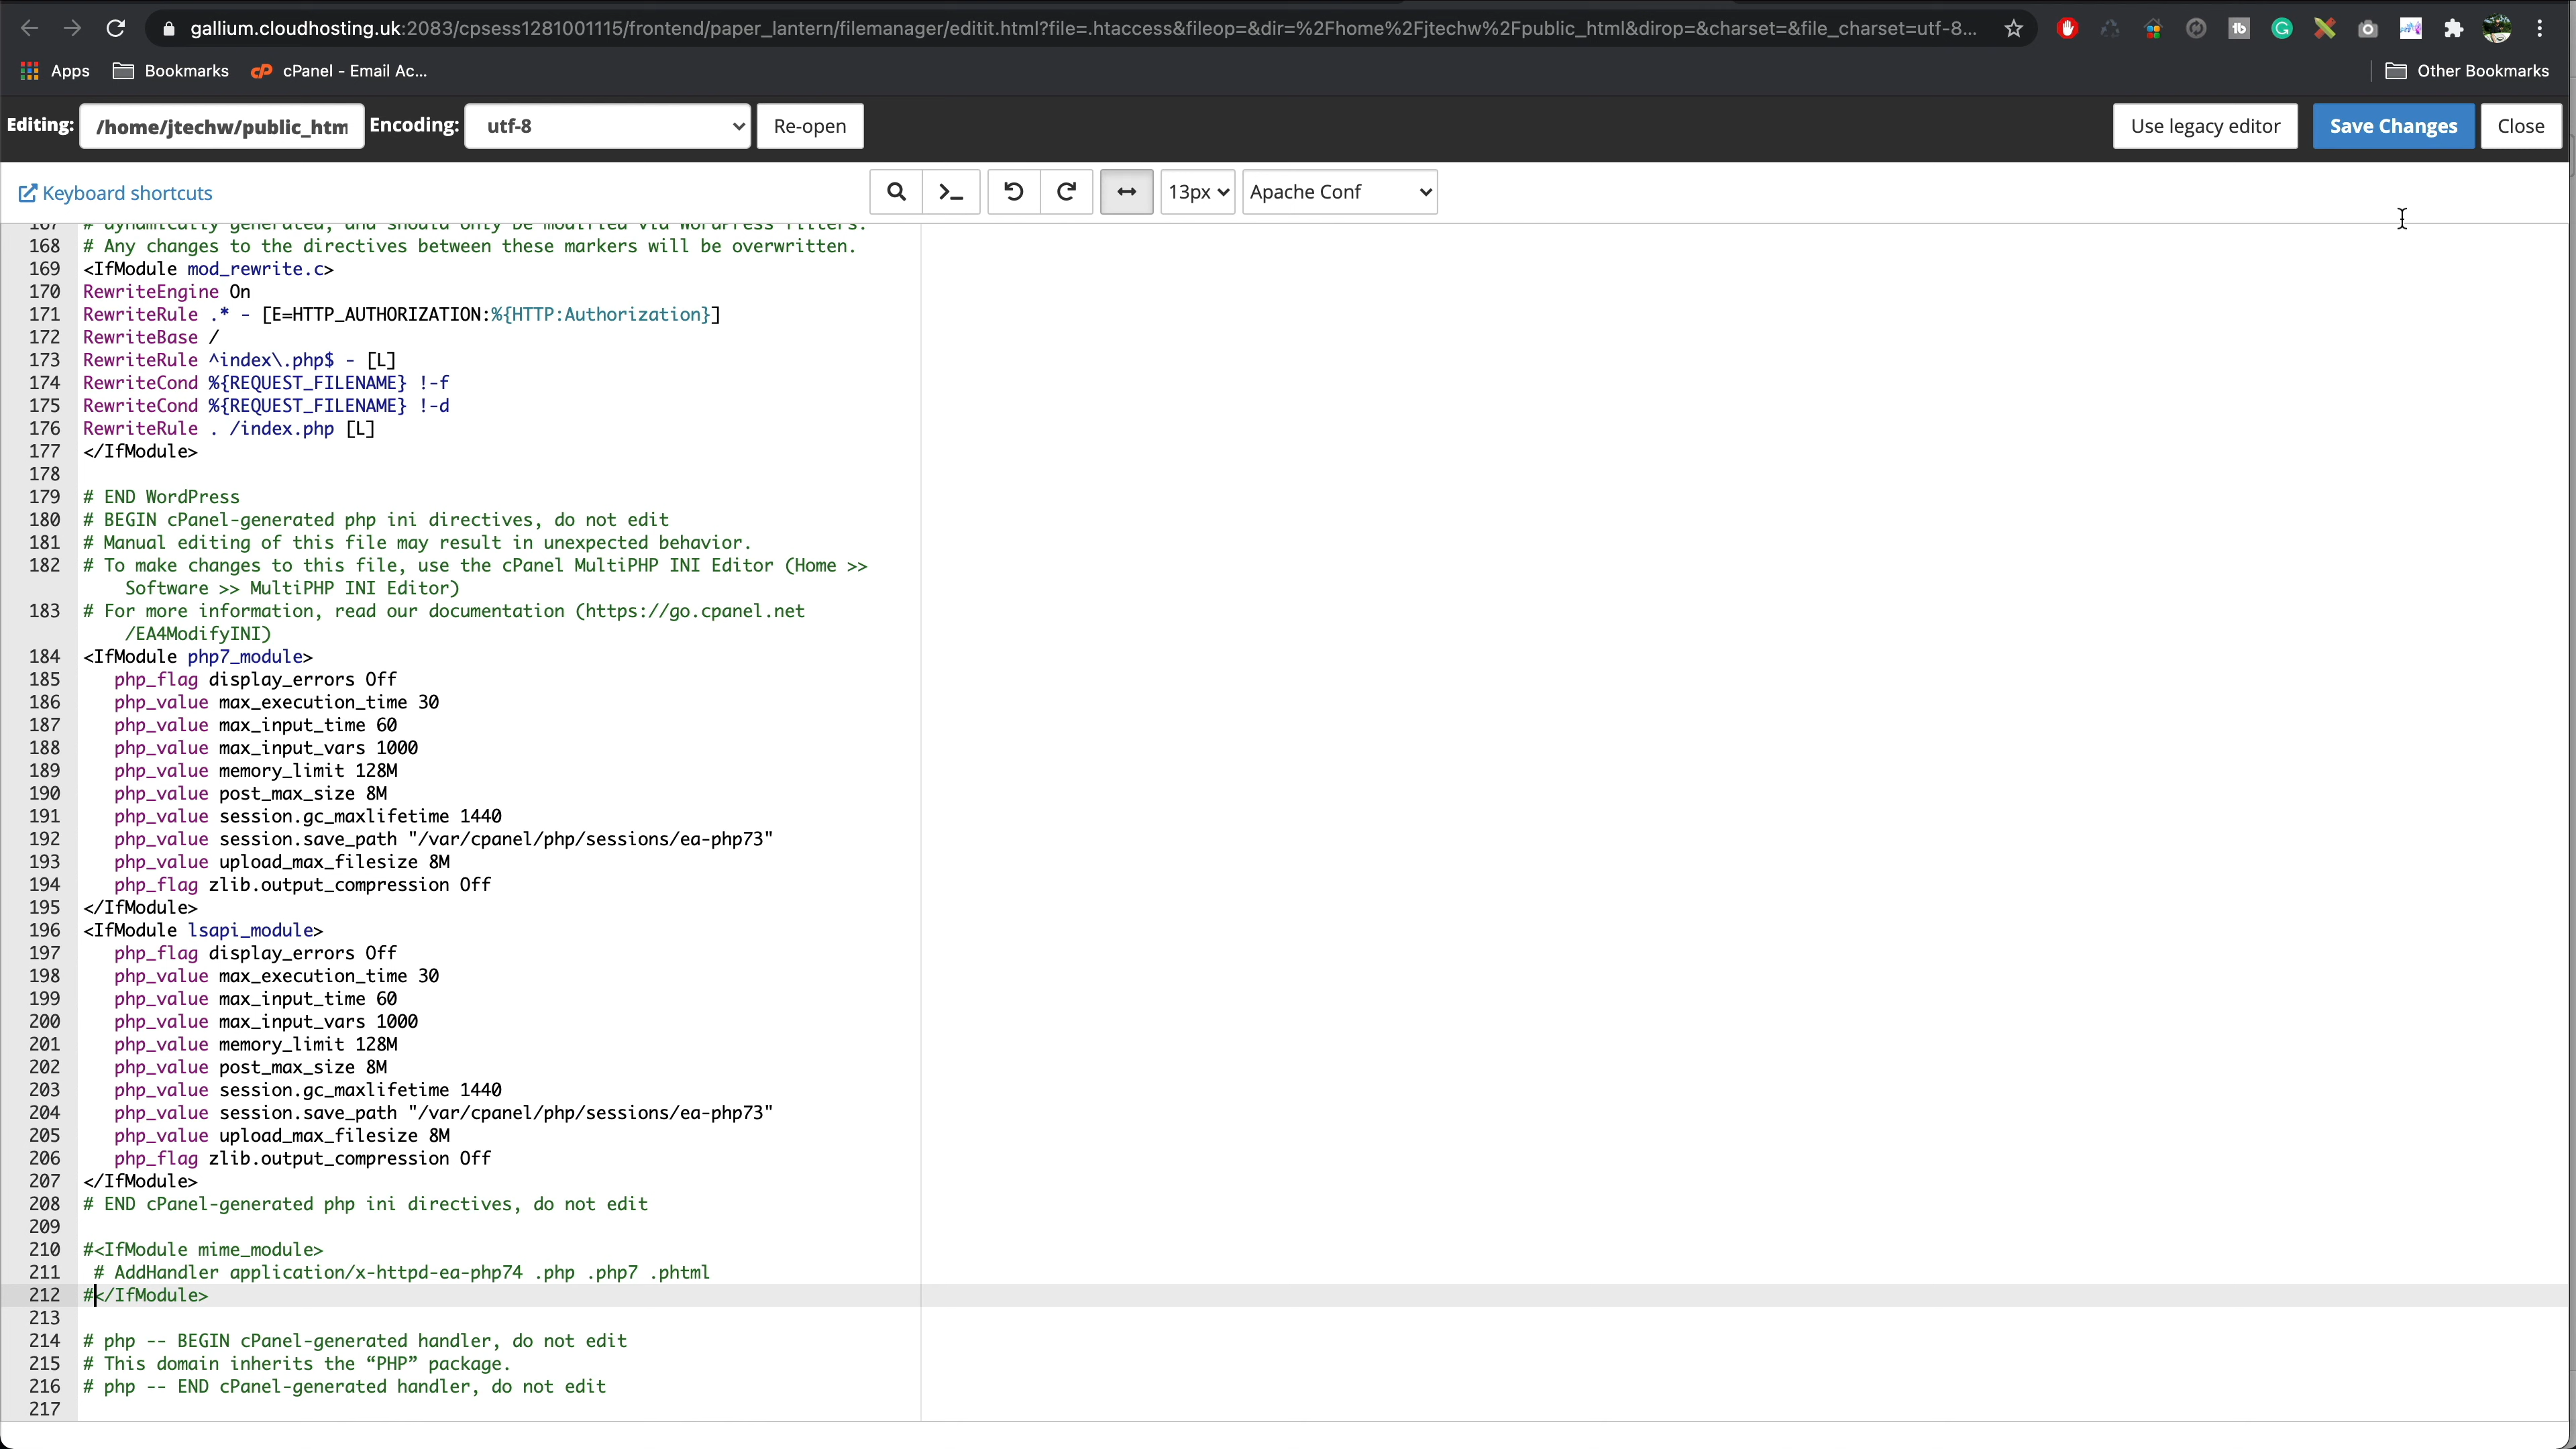 gallium.cloudhosting.uk:2083/cpsess1281001115/frontend/paper_lantern/filemanager/editit.html?file=.htaccess&fileop=&dir=%2Fhome%2Fjtechw%2Fpublic_html&dirop=&charset=&file_charset=utf-8...
Apps Bookmarks cPanel - Email Ac... Other Bookmarks
Editing: /home/jtechw/public_htm Encoding: utf-8 Re-open Use legacy editor Save Changes Close
Keyboard shortcuts 13px Apache Conf
167 # dynamically generated, and should only be modified via WordPress filters.
168 # Any changes to the directives between these markers will be overwritten.
169 <IfModule mod_rewrite.c>
170 RewriteEngine On
171 RewriteRule .* - [E=HTTP_AUTHORIZATION:%{HTTP:Authorization}]
172 RewriteBase /
173 RewriteRule ^index\.php$ - [L]
174 RewriteCond %{REQUEST_FILENAME} !-f
175 RewriteCond %{REQUEST_FILENAME} !-d
176 RewriteRule . /index.php [L]
177 </IfModule>
178
179 # END WordPress
180 # BEGIN cPanel-generated php ini directives, do not edit
181 # Manual editing of this file may result in unexpected behavior.
182 # To make changes to this file, use the cPanel MultiPHP INI Editor (Home >>
Software >> MultiPHP INI Editor)
183 # For more information, read our documentation (https://go.cpanel.net
/EA4ModifyINI)
184 <IfModule php7_module>
185 php_flag display_errors Off
186 php_value max_execution_time 30
187 php_value max_input_time 60
188 php_value max_input_vars 1000
189 php_value memory_limit 128M
190 php_value post_max_size 8M
191 php_value session.gc_maxlifetime 1440
192 php_value session.save_path "/var/cpanel/php/sessions/ea-php73"
193 php_value upload_max_filesize 8M
194 php_flag zlib.output_compression Off
195 </IfModule>
196 <IfModule lsapi_module>
197 php_flag display_errors Off
198 php_value max_execution_time 30
199 php_value max_input_time 60
200 php_value max_input_vars 1000
201 php_value memory_limit 128M
202 php_value post_max_size 8M
203 php_value session.gc_maxlifetime 1440
204 php_value session.save_path "/var/cpanel/php/sessions/ea-php73"
205 php_value upload_max_filesize 8M
206 php_flag zlib.output_compression Off
207 </IfModule>
208 # END cPanel-generated php ini directives, do not edit
209
210 #<IfModule mime_module>
211 # AddHandler application/x-httpd-ea-php74 .php .php7 .phtml
212 #</IfModule>
213
214 # php -- BEGIN cPanel-generated handler, do not edit
215 # This domain inherits the “PHP” package.
216 # php -- END cPanel-generated handler, do not edit
217